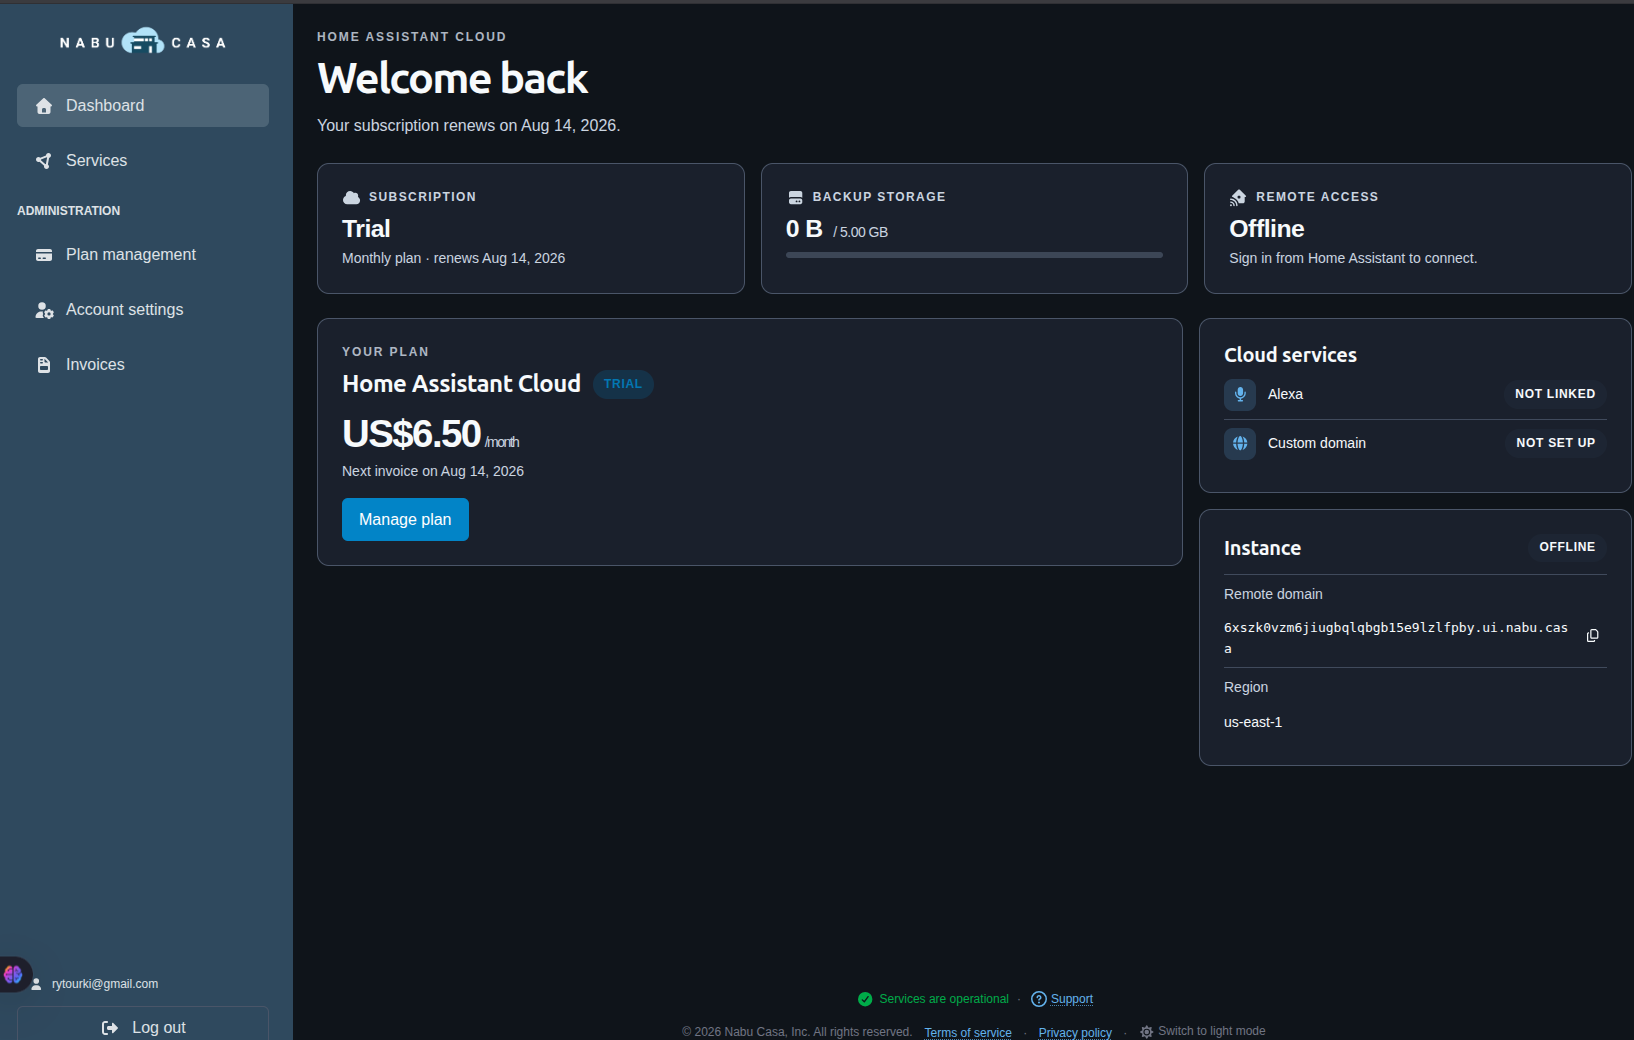 NABU CASA
Dashboard
Services
ADMINISTRATION
Plan management
Account settings
Invoices
rytourki@gmail.com
Log out
HOME ASSISTANT CLOUD
Welcome back
Your subscription renews on Aug 14, 2026.
SUBSCRIPTION
Trial
Monthly plan · renews Aug 14, 2026
BACKUP STORAGE
0 B / 5.00 GB
REMOTE ACCESS
Offline
Sign in from Home Assistant to connect.
YOUR PLAN
Home Assistant Cloud TRIAL
US$6.50 /month
Next invoice on Aug 14, 2026
Manage plan
Cloud services
Alexa NOT LINKED
Custom domain NOT SET UP
Instance OFFLINE
Remote domain
6xszk0vzm6jiugbqlqbgb15e9lzlfpby.ui.nabu.cas
a
Region
us-east-1
Services are operational · Support
© 2026 Nabu Casa, Inc. All rights reserved. Terms of service · Privacy policy · Switch to light mode